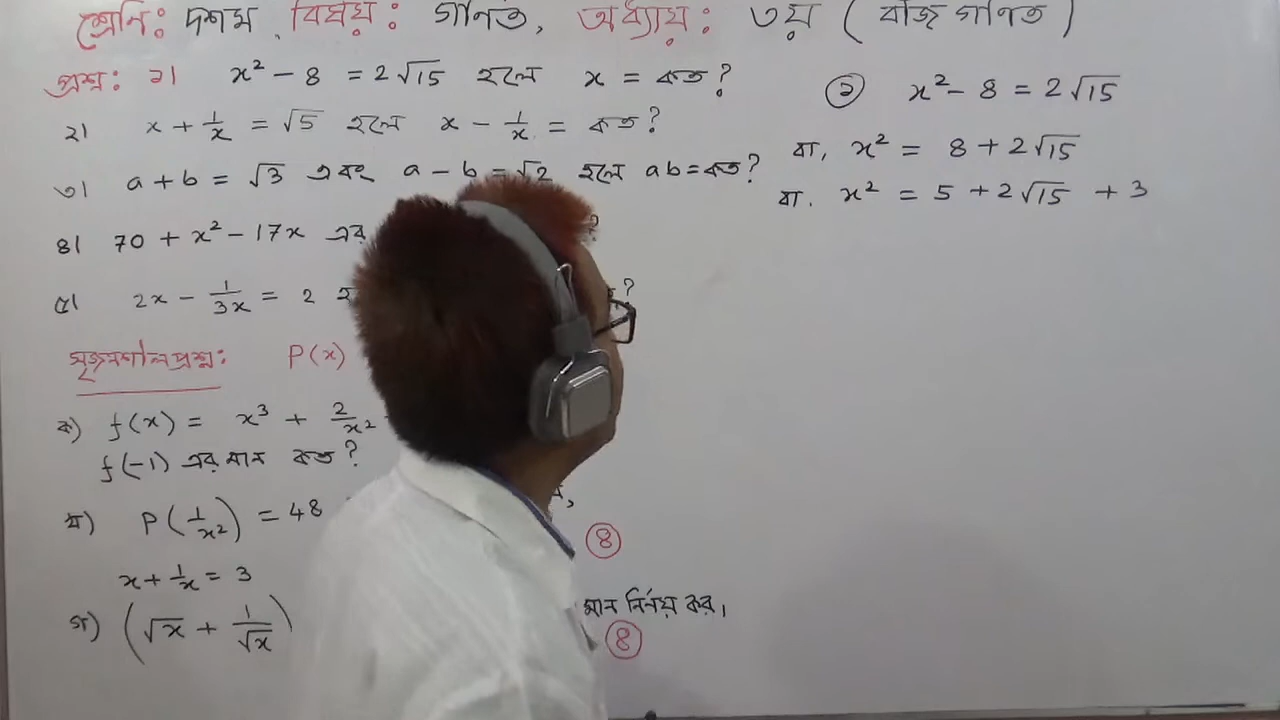 শ্রেনি: দশম. বিষয়: গণিত, অধ্যায়: ৩য় (বীজ গণিত)
প্রশ্ন: ১। x² - 8 = 2√15 হলে x = কত?
২। x + 1/x = √5 হলে x - 1/x = কত?
৩। a + b = √3 এবং a - b = √2 হলে ab = কত?
৪। 70 + x² - 17x এর
৫। 2x - 1/3x = 2
সৃজনশীল প্রশ্ন: P(x)
ক) f(x) = x³ + 2/x²
f(-1) এর মান কত?
খ) P(1/x²) = 48
৪
x + 1/x = 3
গ) (√x + 1/√x) মান নির্ণয় কর,
৪
১ x² - 8 = 2√15
বা, x² = 8 + 2√15
বা. x² = 5 + 2√15 + 3